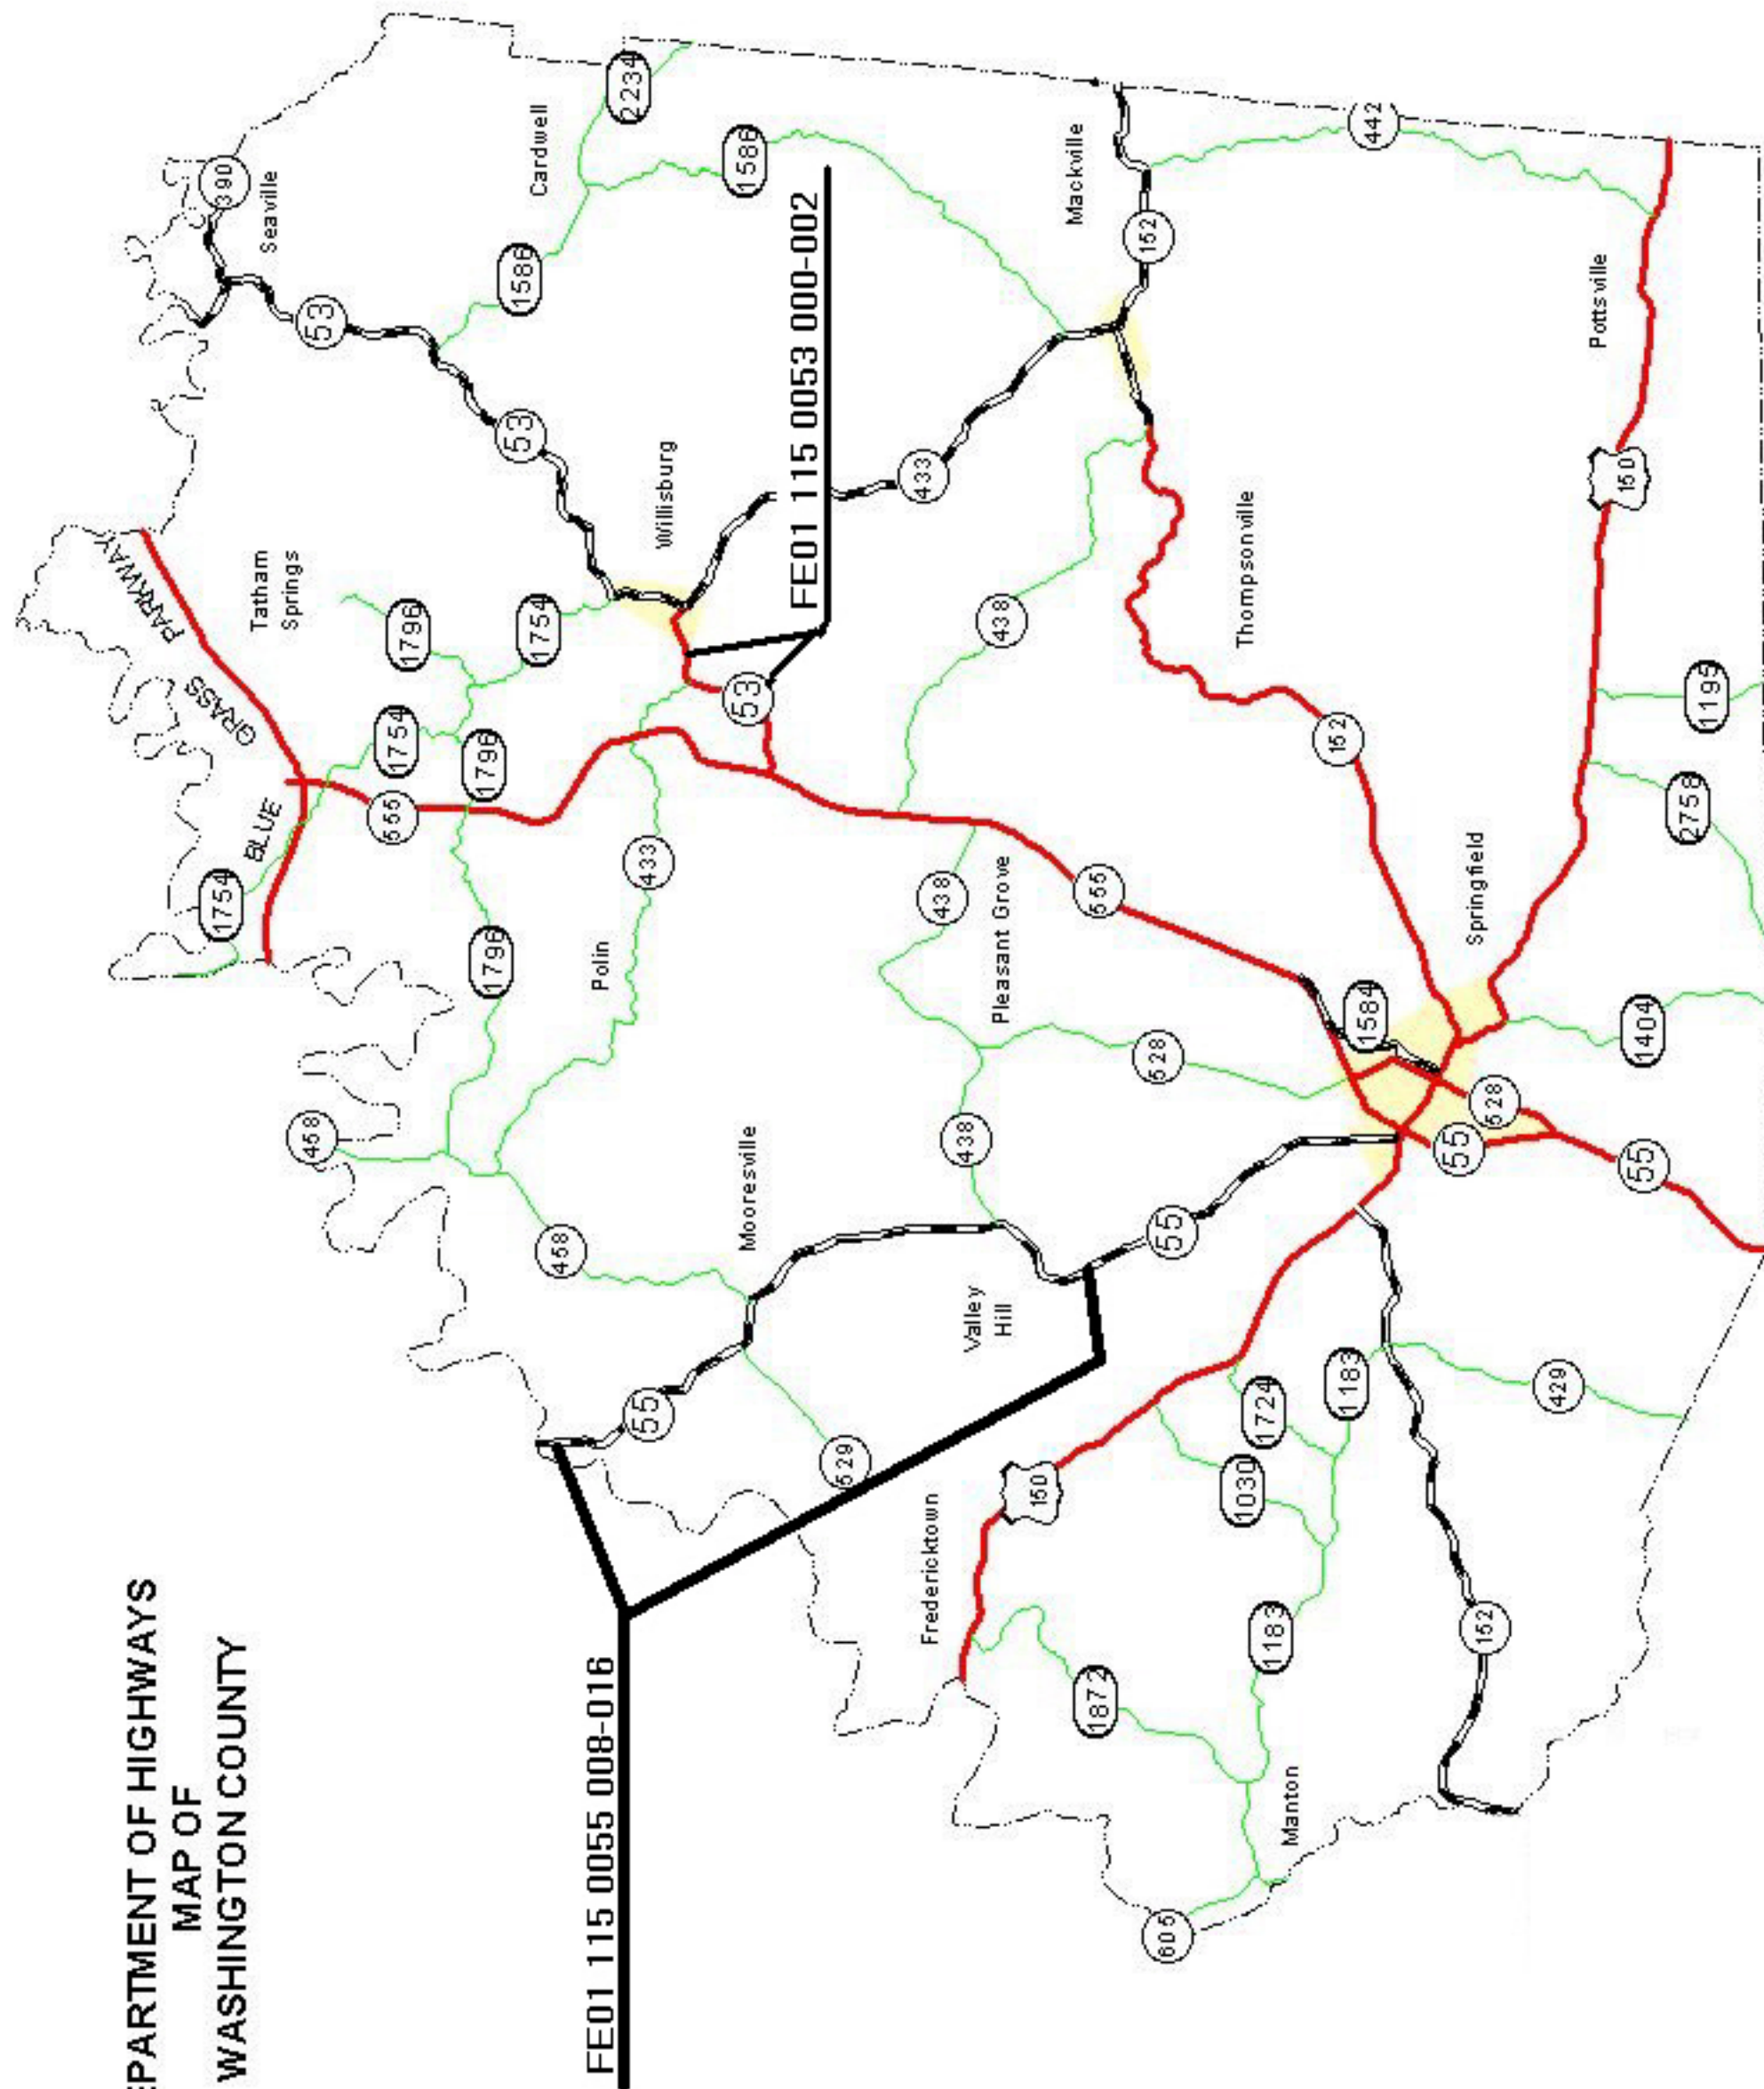 EPARTMENT OF HIGHWAYS
MAP OF
WASHINGTON COUNTY
BLUE
GRASS
PARKWAY
1754
390
Seaville
Tatham
Springs
458
53
555
1754
1796
1796
1796
1754
53
1586
Cardwell
458
Polin
FE01 115 0055 008-016
55
433
2234
Willisburg
Mooresville
53
1586
FE01 115 0053 000-002
529
Fredericktown
438
433
Valley
Hill
438
Pleasant Grove
438
150
Mackville
1872
555
152
605
55
528
Thompsonville
1030
1724
1183
Manton
1183
1584
152
442
55
152
528
Springfield
429
Pottsville
150
55
1404
2758
1195